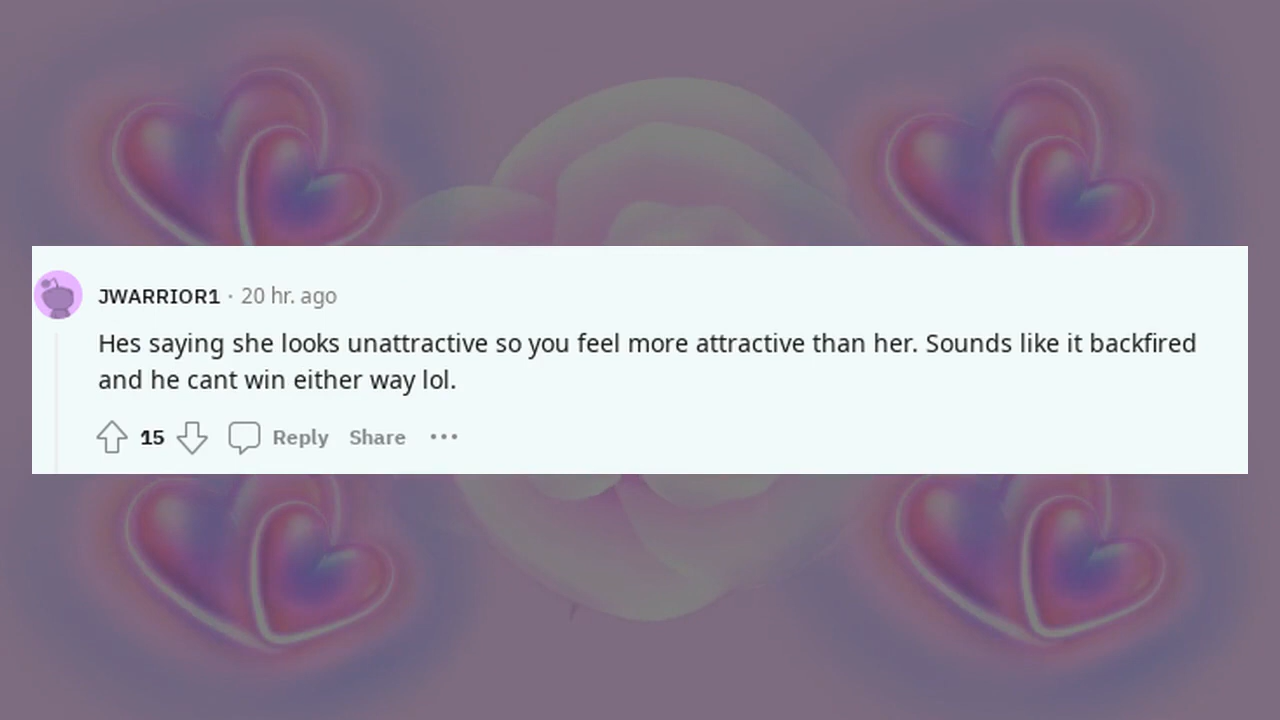 JWARRIOR1 · 20 hr. ago
Hes saying she looks unattractive so you feel more attractive than her. Sounds like it backfired
and he cant win either way lol.
15 Reply Share ···